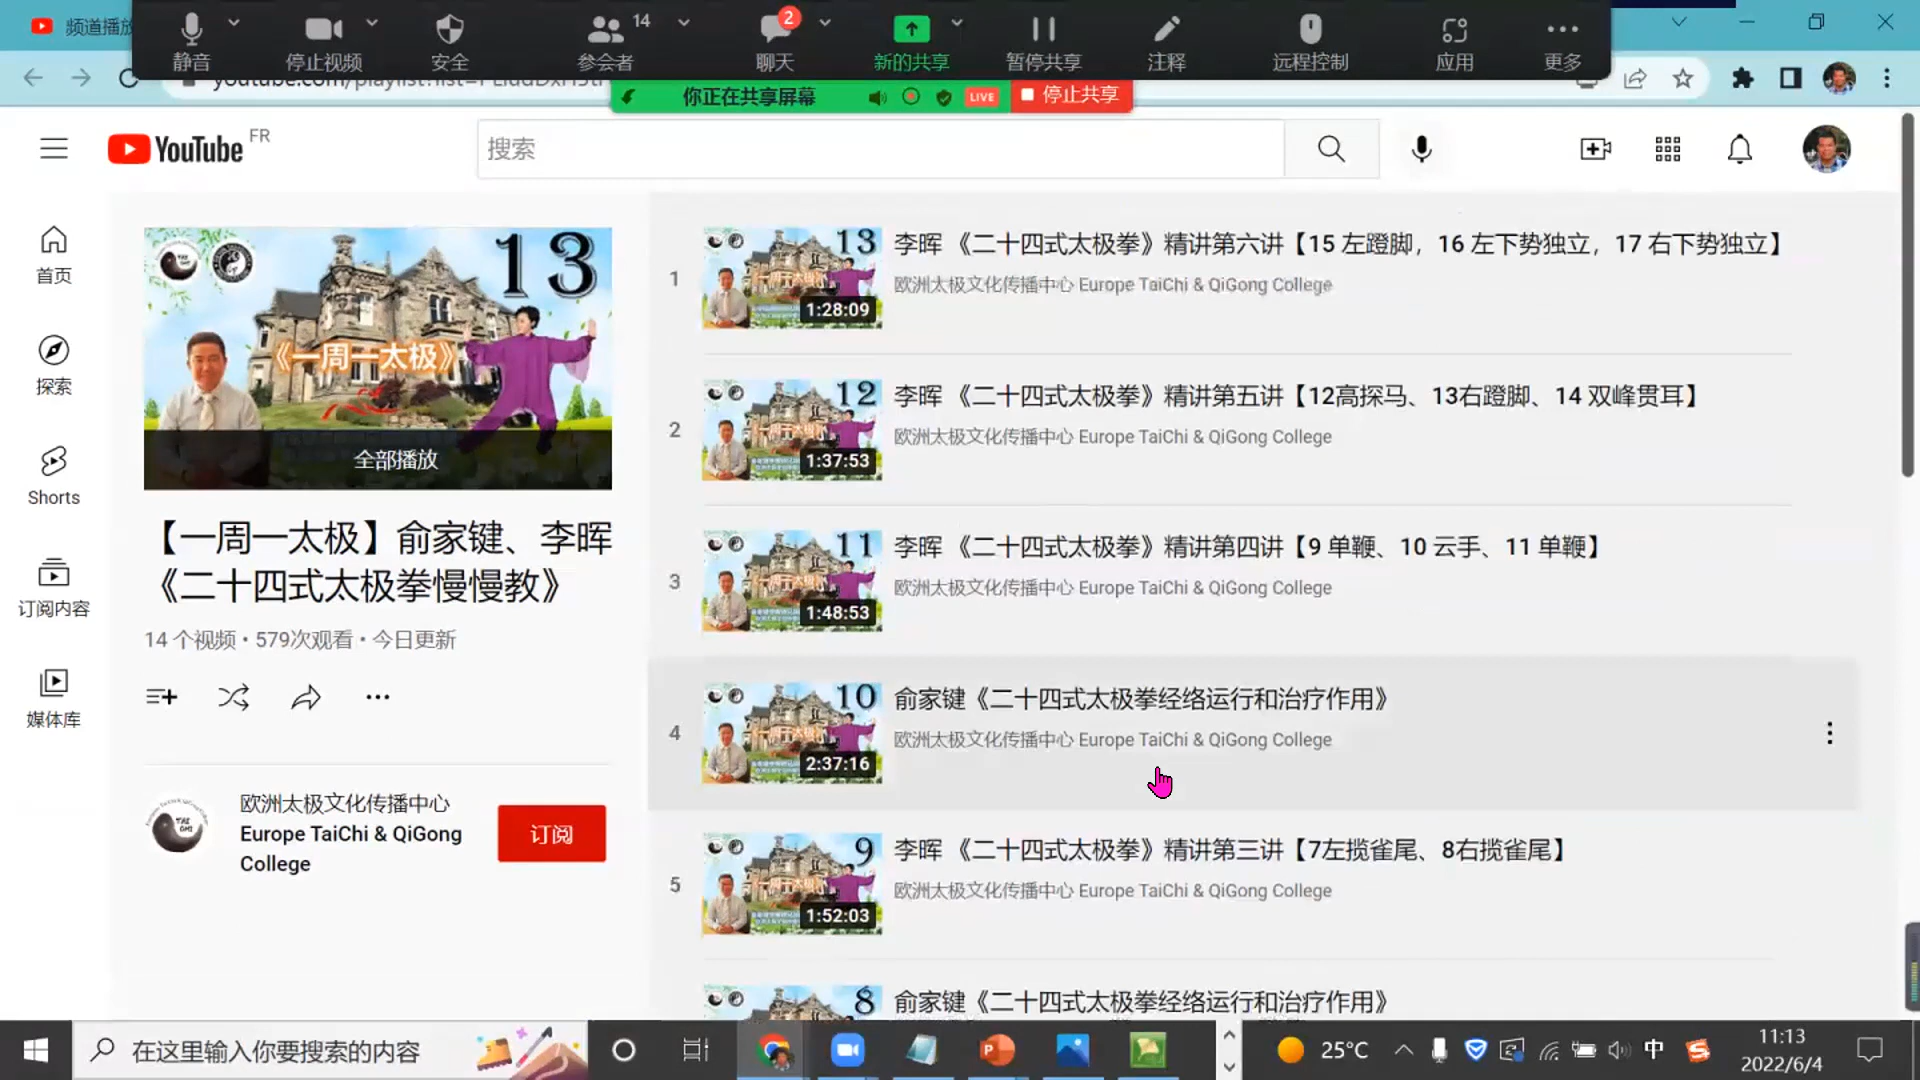 频道播放
静音
停止视频
安全
14
参会者
2
聊天
新的共享
暂停共享
注释
远程控制
应用
更多
你正在共享屏幕
LIVE
停止共享
YouTube FR
搜索
首页
探索
Shorts
订阅内容
媒体库
13
《一周一太极》
全部播放
【一周一太极】俞家键、李晖
《二十四式太极拳慢慢教》
14 个视频 • 579次观看 • 今日更新
欧洲太极文化传播中心
Europe TaiChi & QiGong
College
订阅
1
13
1:28:09
李晖 《二十四式太极拳》精讲第六讲【15 左蹬脚，16 左下势独立，17 右下势独立】
欧洲太极文化传播中心 Europe TaiChi & QiGong College
2
12
1:37:53
李晖 《二十四式太极拳》精讲第五讲【12高探马、13右蹬脚、14 双峰贯耳】
欧洲太极文化传播中心 Europe TaiChi & QiGong College
3
11
1:48:53
李晖 《二十四式太极拳》精讲第四讲【9 单鞭、10 云手、11 单鞭】
欧洲太极文化传播中心 Europe TaiChi & QiGong College
4
10
2:37:16
俞家键《二十四式太极拳经络运行和治疗作用》
欧洲太极文化传播中心 Europe TaiChi & QiGong College
5
9
1:52:03
李晖 《二十四式太极拳》精讲第三讲【7左揽雀尾、8右揽雀尾】
欧洲太极文化传播中心 Europe TaiChi & QiGong College
8
俞家键《二十四式太极拳经络运行和治疗作用》
在这里输入你要搜索的内容
25°C
中
11:13
2022/6/4